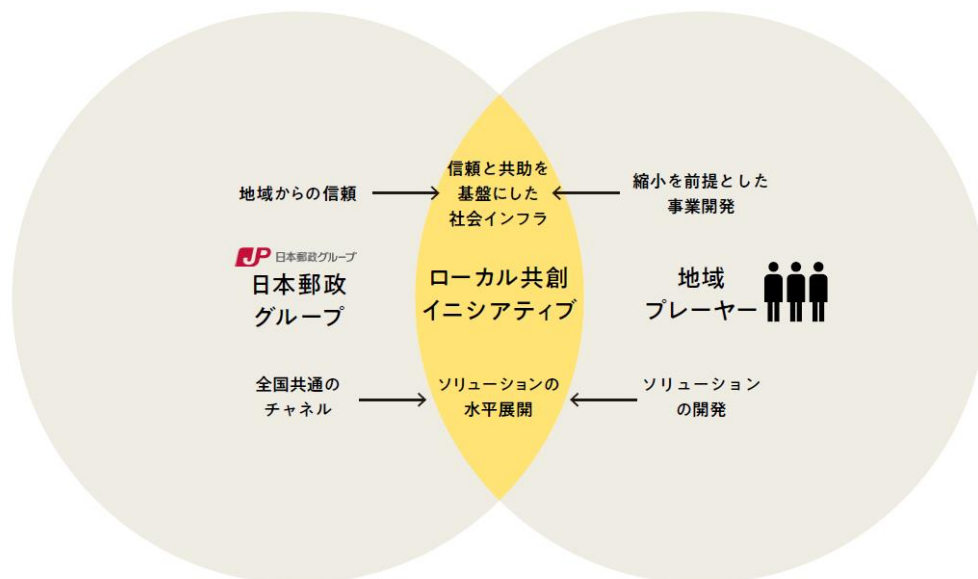 信頼と共助を
基盤にした
社会インフラ
地域からの信頼
縮小を前提とした
事業開発
JP 日本郵政グループ
日本郵政
グループ
ローカル共創
イニシアティブ
地域
プレーヤー
全国共通の
チャネル
ソリューションの
水平展開
ソリューション
の開発